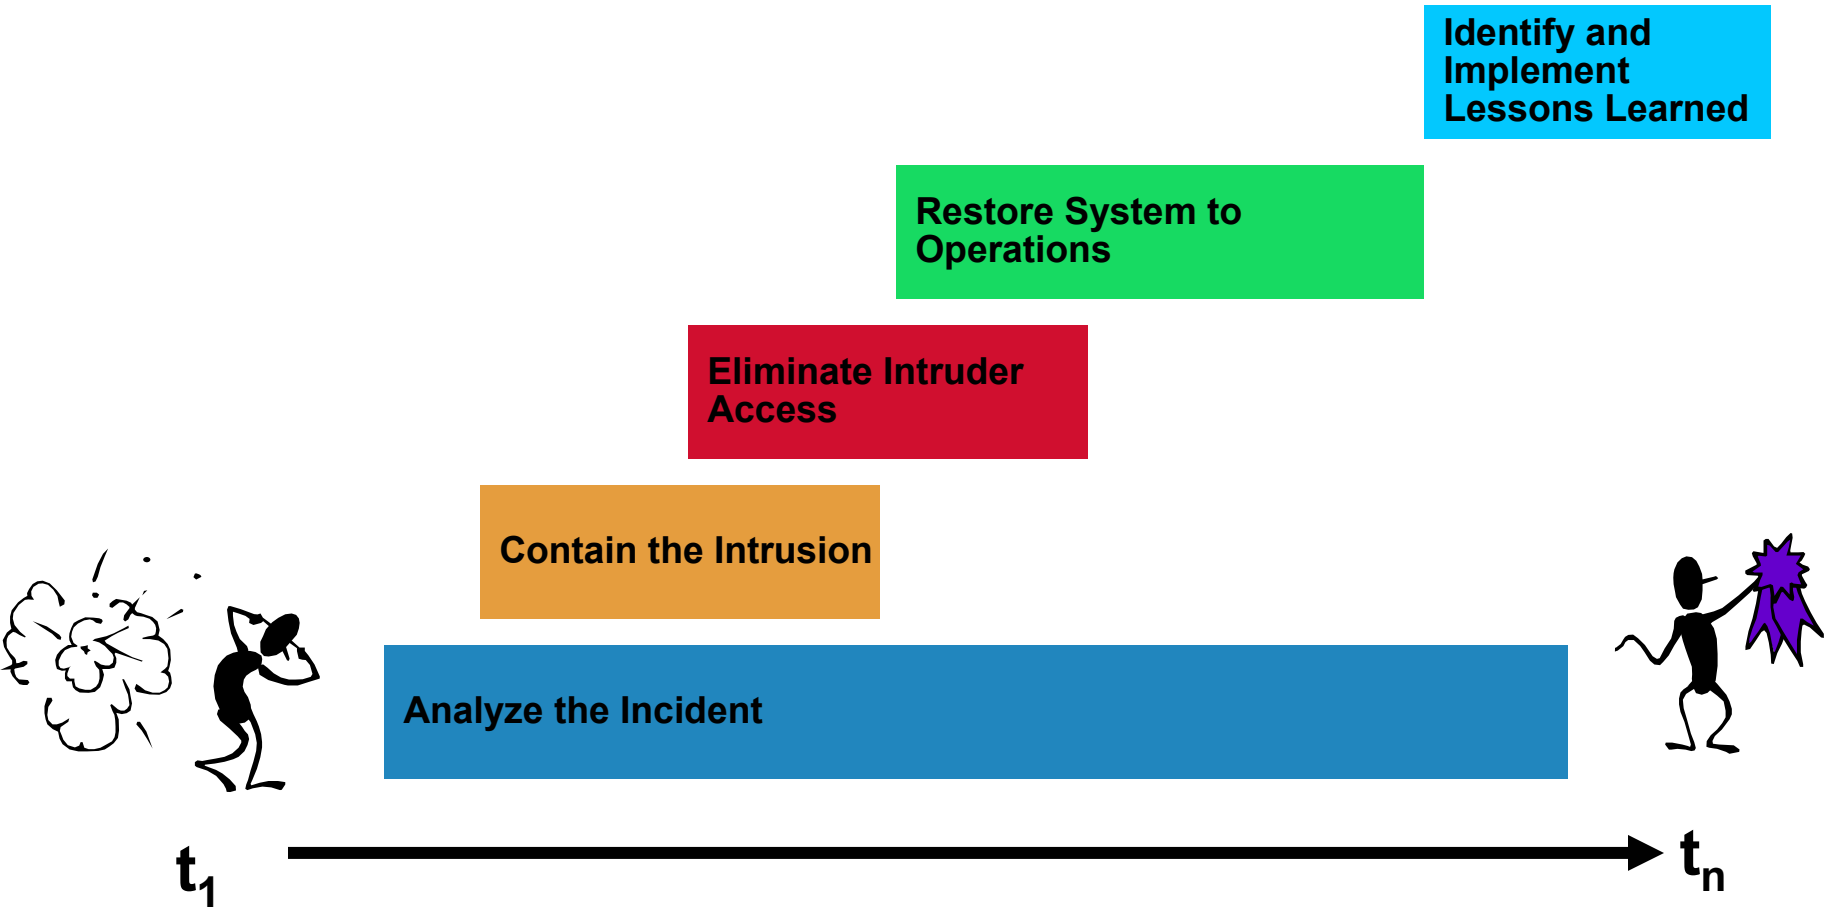 Identify and
Implement
Lessons Learned
Restore System to
Operations
Eliminate Intruder
Access
Contain the Intrusion
Analyze the Incident
t1
tn